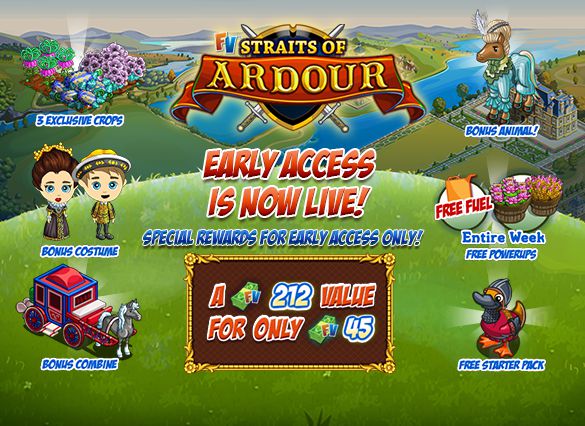 FV STRAITS OF
ARDOUR
3 EXCLUSIVE CROPS
BONUS ANIMAL!
EARLY ACCESS
IS NOW LIVE!
SPECIAL REWARDS FOR EARLY ACCESS ONLY!
BONUS COSTUME
FREE FUEL
Entire Week
FREE POWERUPS
A FV 212 VALUE
FOR ONLY FV 45
BONUS COMBINE
FREE STARTER PACK